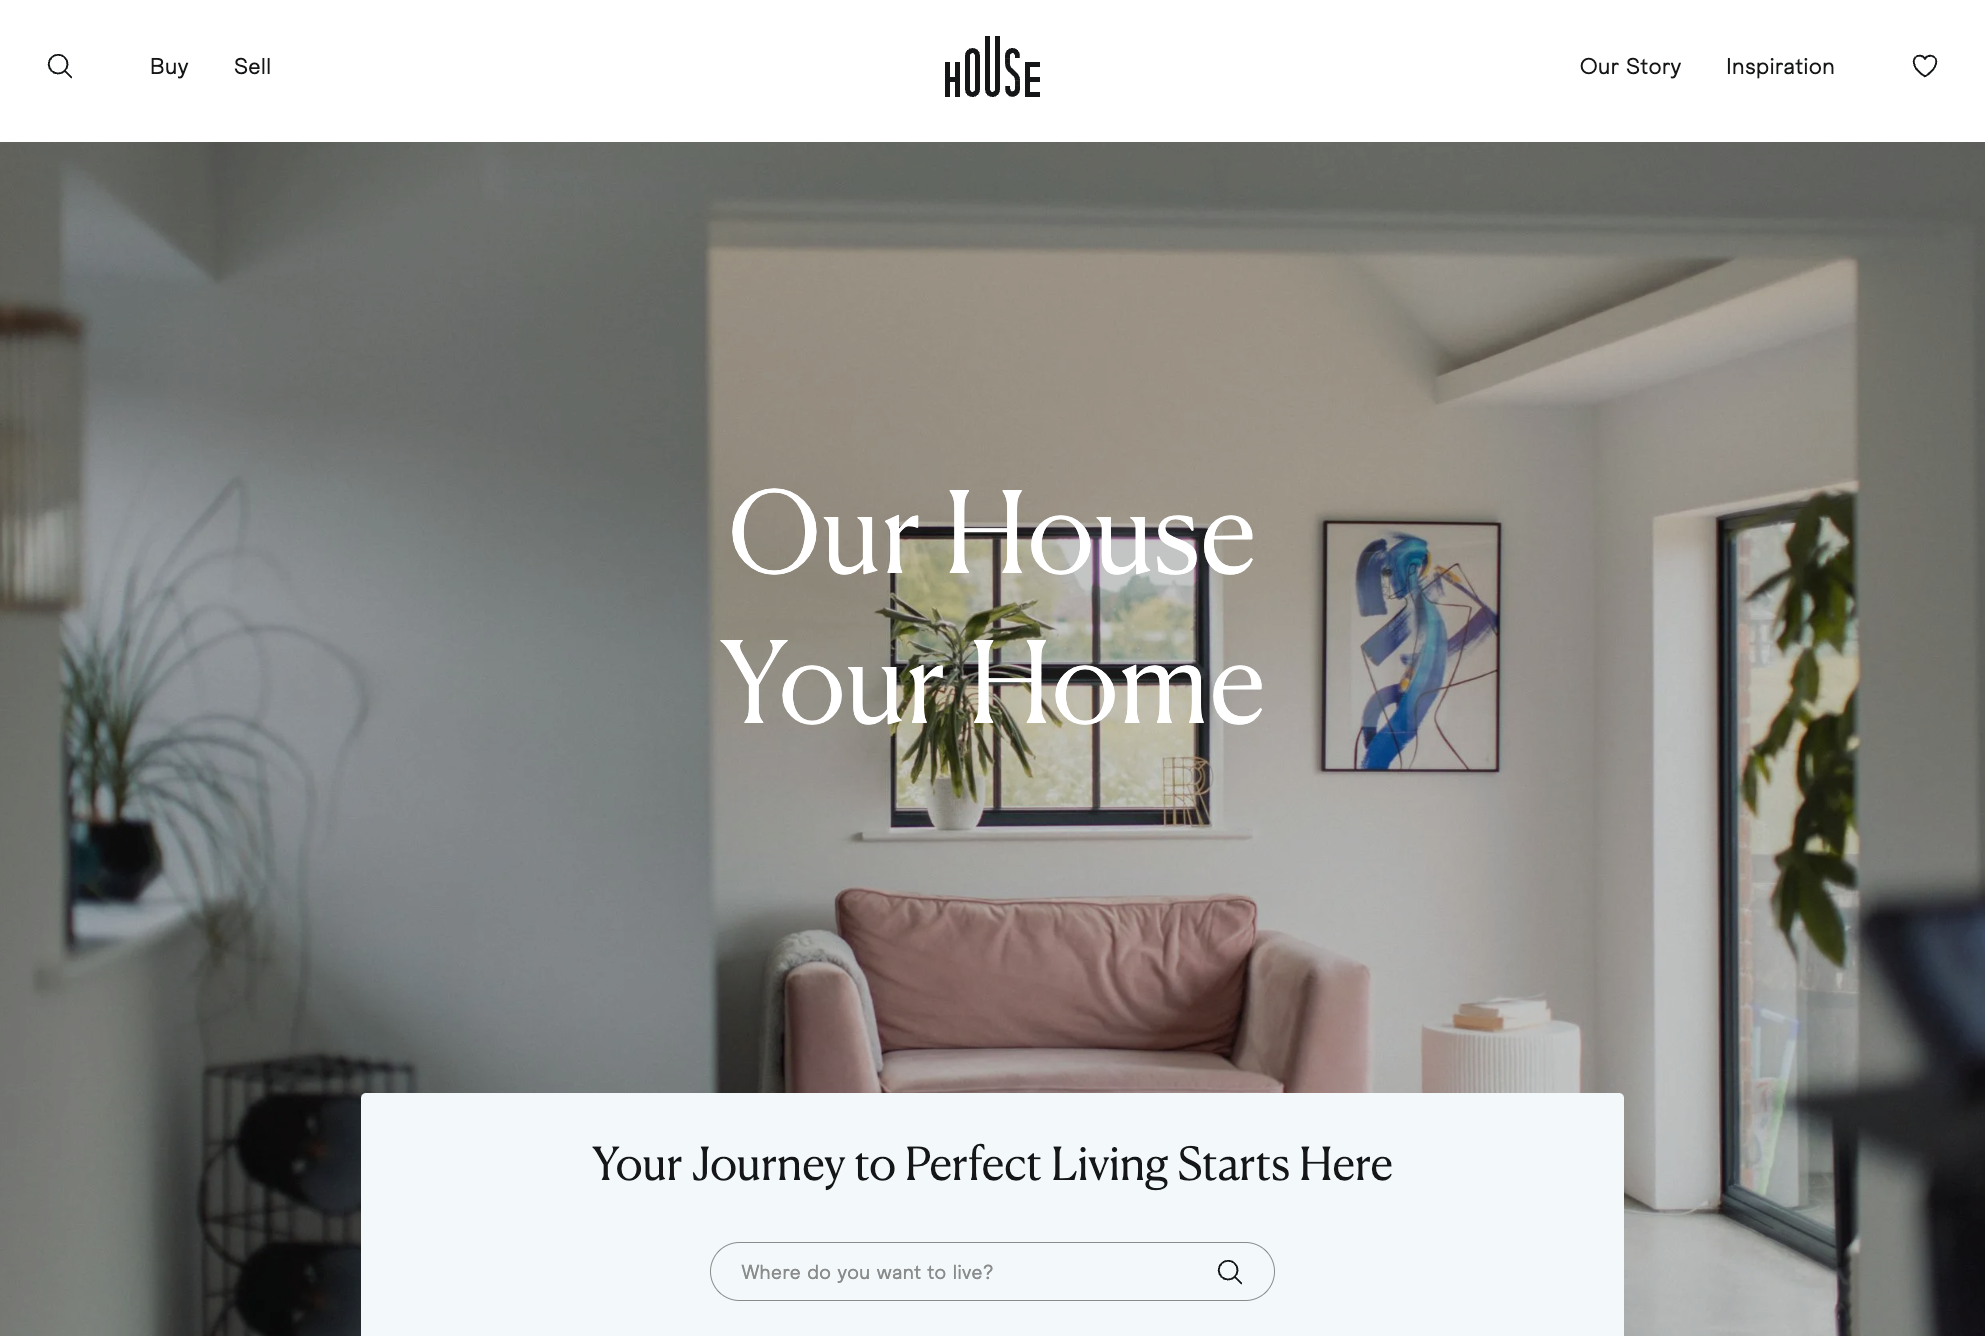 Buy Sell HOUSE Our Story Inspiration
Our House
Your Home
R
Your Journey to Perfect Living Starts Here
Where do you want to live?